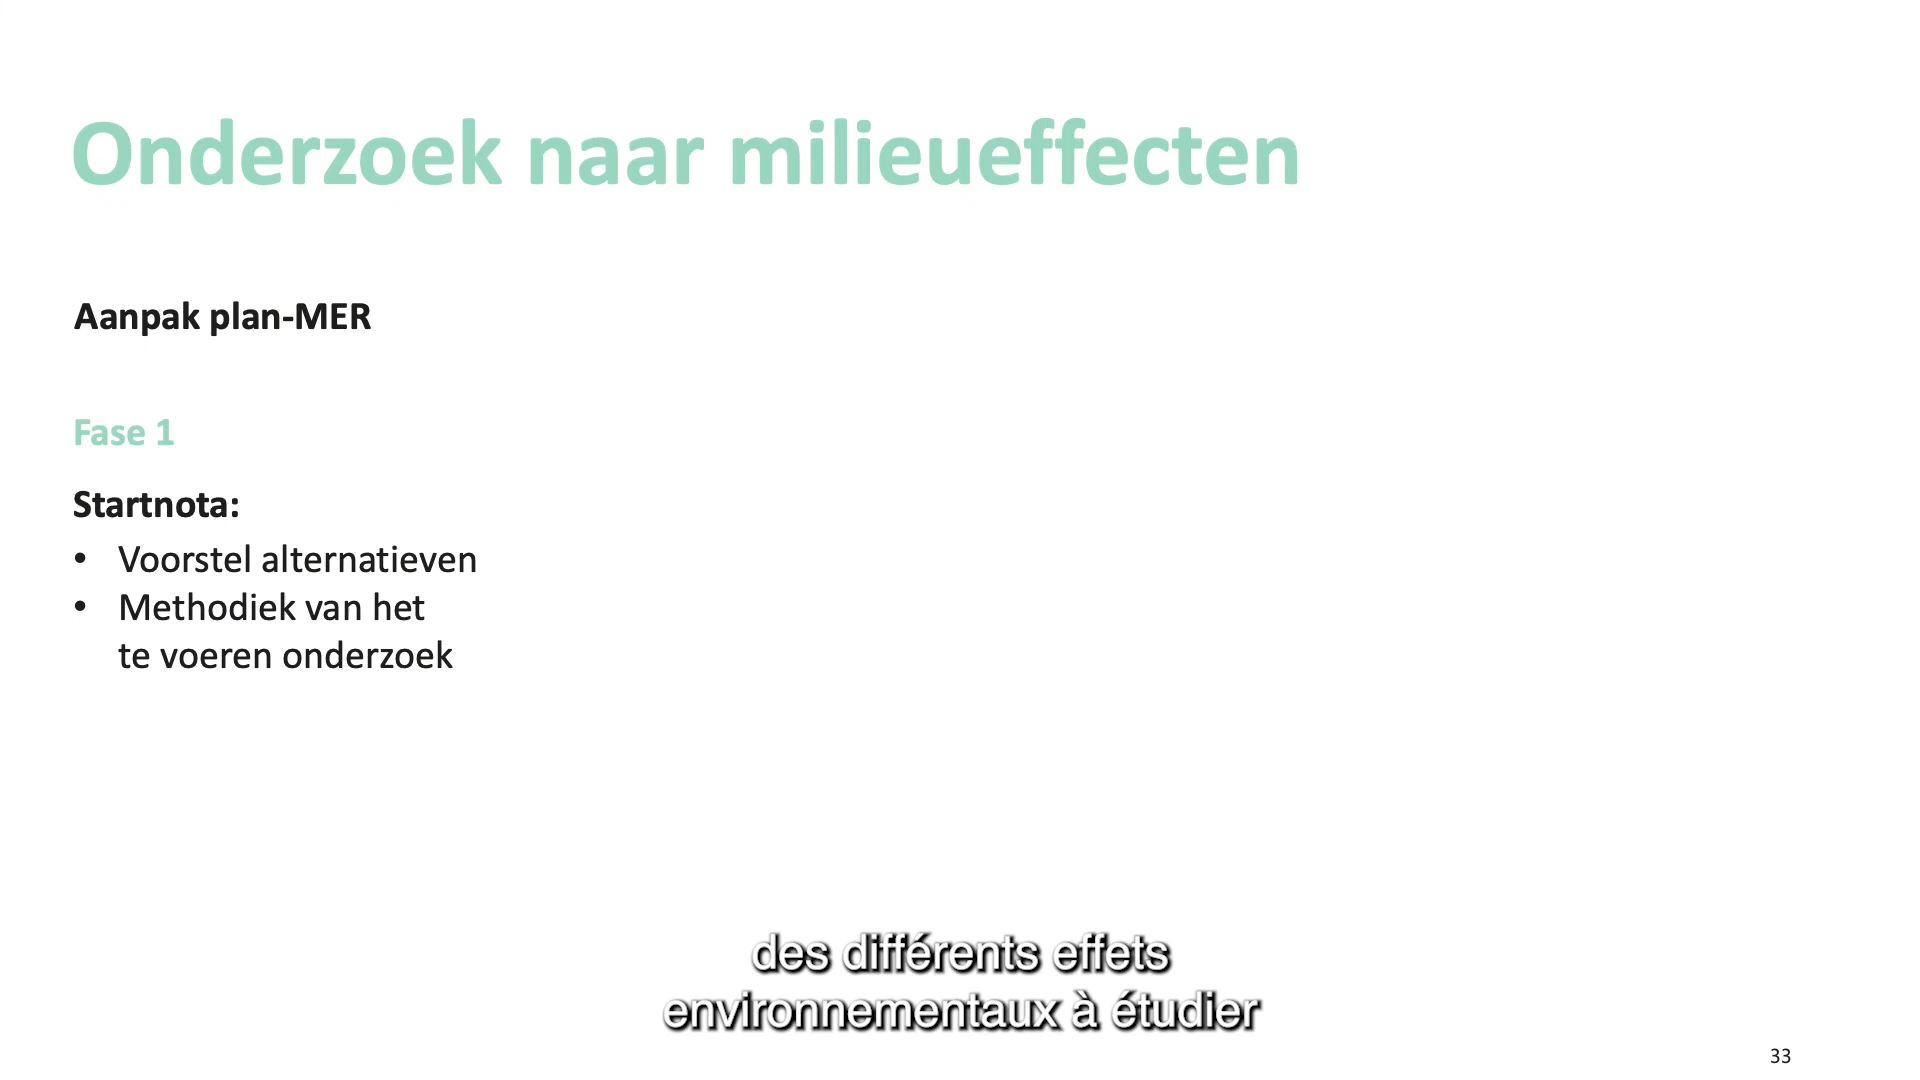 Onderzoek naar milieueffecten
Aanpak plan-MER
Fase 1
Startnota:
• Voorstel alternatieven
• Methodiek van het
te voeren onderzoek
des différents effets
environnementaux à étudier
33